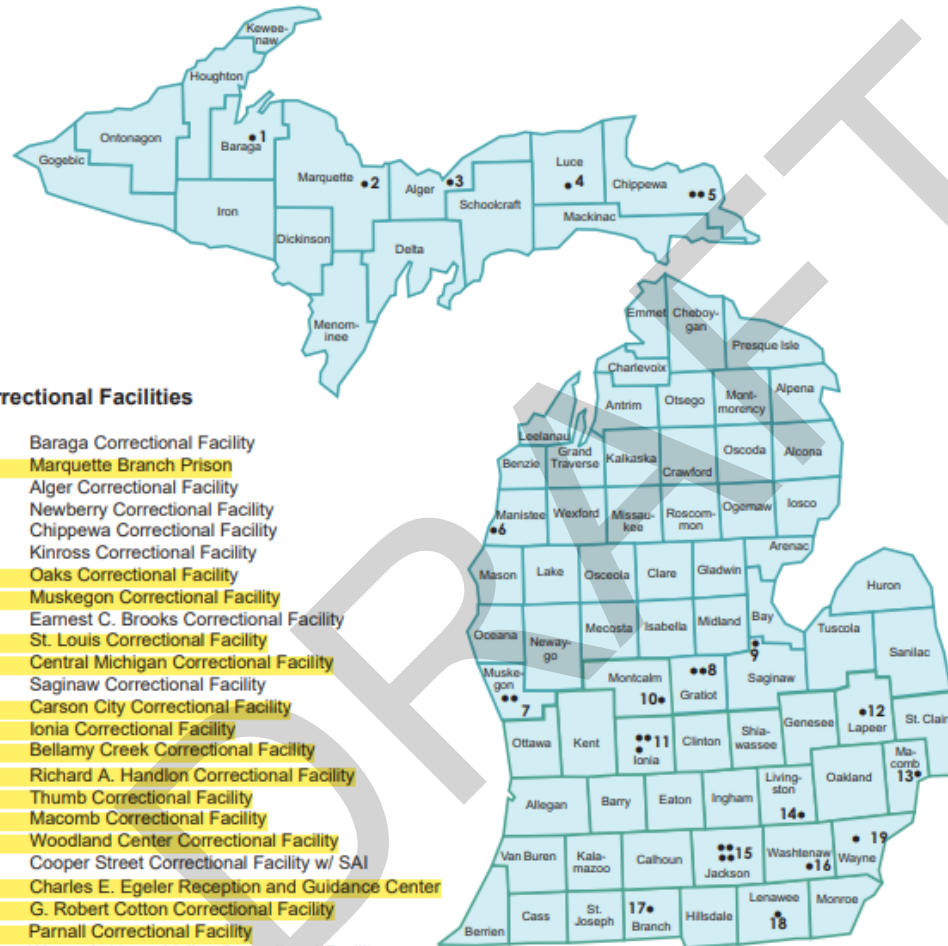 Kewee-
naw
Houghton
Ontonagon
Baraga
1
Gogebic
Marquette
2
Alger
3
Luce
4
Chippewa
5
Schoolcraft
Iron
Mackinac
Dickinson
Delta
Menom-
inee
Emmet
Cheboy-
gan
Presque Isle
Charlevoix
rrectional Facilities
Antrim
Otsego
Mont-
morency
Alpena
Leelanau
Benzie
Grand
Traverse
Kalkaska
Crawford
Oscoda
Alcona
Manistee
6
Wexford
Missau-
kee
Roscom-
mon
Ogemaw
Iosco
Arenac
Mason
Lake
Osceola
Clare
Gladwin
Huron
Oceana
Neway-
go
Mecosta
Isabella
Midland
Bay
9
Tuscola
Sanilac
Muske-
gon
7
Montcalm
10
8
Gratiot
Saginaw
Ottawa
Kent
11
Ionia
Clinton
Shia-
wassee
Genesee
12
Lapeer
St. Clair
Allegan
Barry
Eaton
Ingham
Living-
ston
14
Oakland
Ma-
comb
13
Van Buren
Kala-
mazoo
Calhoun
15
Jackson
Washtenaw
16
19
Wayne
Berrien
Cass
St.
Joseph
17
Branch
Hillsdale
Lenawee
18
Monroe
Baraga Correctional Facility
Marquette Branch Prison
Alger Correctional Facility
Newberry Correctional Facility
Chippewa Correctional Facility
Kinross Correctional Facility
Oaks Correctional Facility
Muskegon Correctional Facility
Earnest C. Brooks Correctional Facility
St. Louis Correctional Facility
Central Michigan Correctional Facility
Saginaw Correctional Facility
Carson City Correctional Facility
Ionia Correctional Facility
Bellamy Creek Correctional Facility
Richard A. Handlon Correctional Facility
Thumb Correctional Facility
Macomb Correctional Facility
Woodland Center Correctional Facility
Cooper Street Correctional Facility w/ SAI
Charles E. Egeler Reception and Guidance Center
G. Robert Cotton Correctional Facility
Parnall Correctional Facility
DRAFT